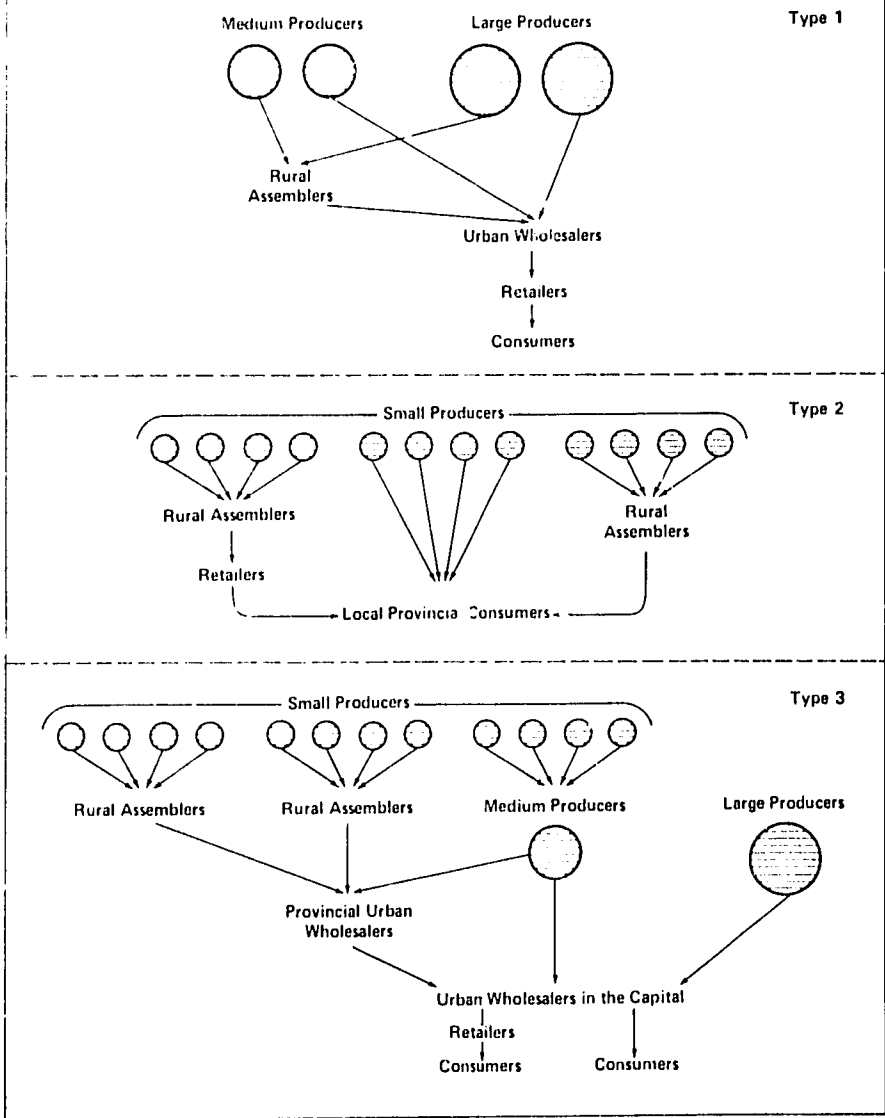 Type 1
Medium Producers
Large Producers
Rural
Assemblers
Urban Wholesalers
Retailers
Consumers
Type 2
Small Producers
Rural Assemblers
Rural
Assemblers
Retailers
Local Provincial Consumers
Type 3
Small Producers
Rural Assemblers
Rural Assemblers
Medium Producers
Large Producers
Provincial Urban
Wholesalers
Urban Wholesalers in the Capital
Retailers
Consumers
Consumers